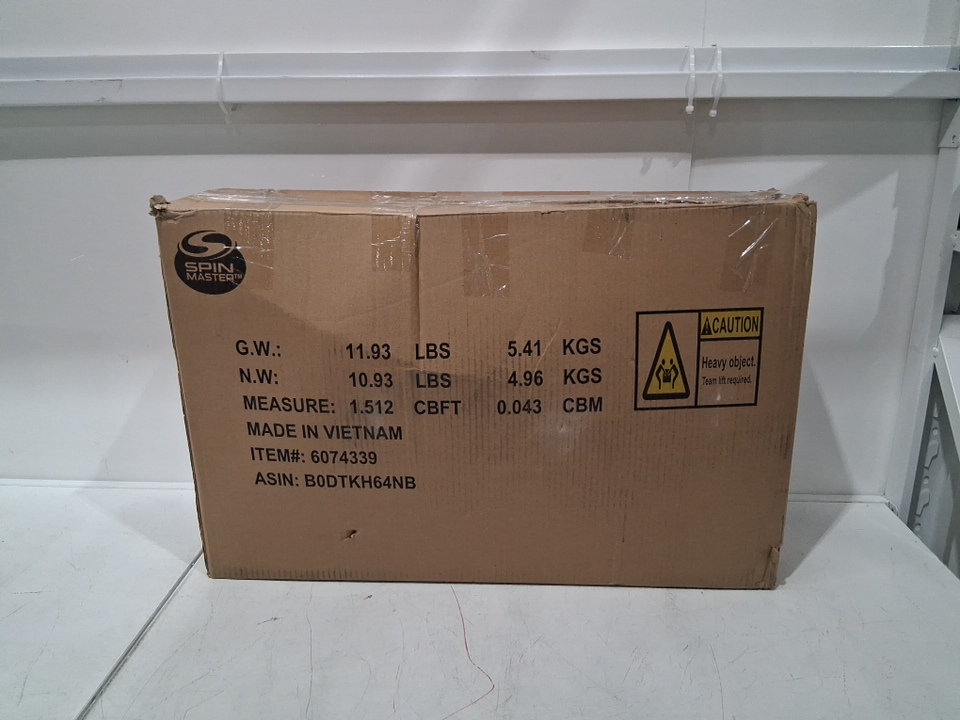 SPIN
MASTER™
G.W.: 11.93 LBS 5.41 KGS
N.W: 10.93 LBS 4.96 KGS
MEASURE: 1.512 CBFT 0.043 CBM
MADE IN VIETNAM
ITEM#: 6074339
ASIN: B0DTKH64NB
CAUTION
Heavy object.
Team lift required.